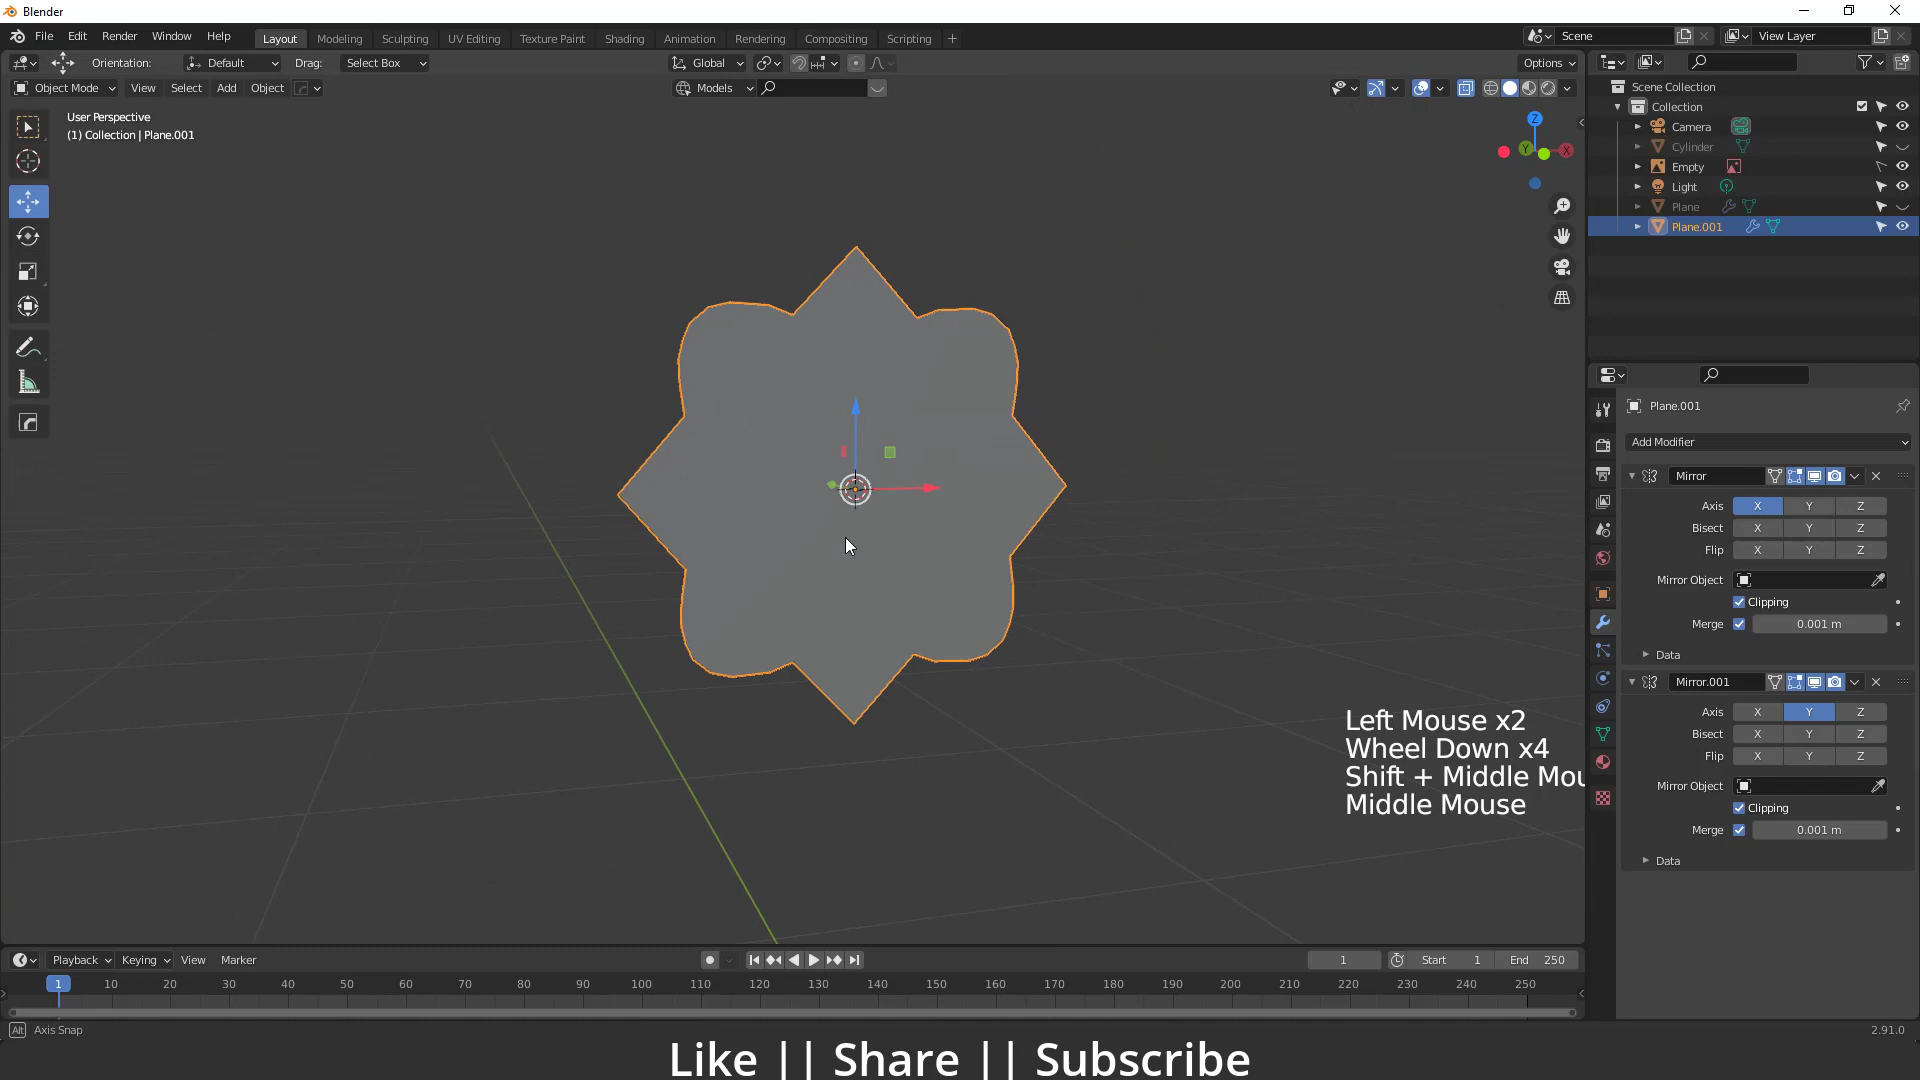 Blender
File Edit Render Window Help
Layout Modeling Sculpting UV Editing Texture Paint Shading Animation Rendering Compositing Scripting +
Scene
View Layer
Orientation: Default Drag: Select Box
Global
Options
Object Mode View Select Add Object
Models
User Perspective
(1) Collection | Plane.001
Z
Y
X
Scene Collection
Collection
Camera
Cylinder
Empty
Light
Plane
Plane.001
Plane.001
Add Modifier
Mirror
Axis X Y Z
Bisect X Y Z
Flip X Y Z
Mirror Object
Clipping
Merge 0.001 m
Data
Mirror.001
Axis X Y Z
Bisect X Y Z
Flip X Y Z
Mirror Object
Clipping
Merge 0.001 m
Data
Left Mouse x2
Wheel Down x4
Shift + Middle Mou
Middle Mouse
Playback Keying View Marker
1 Start 1 End 250
1 10 20 30 40 50 60 70 80 90 100 110 120 130 140 150 160 170 180 190 200 210 220 230 240 250
Alt Axis Snap
2.91.0
Like || Share || Subscribe